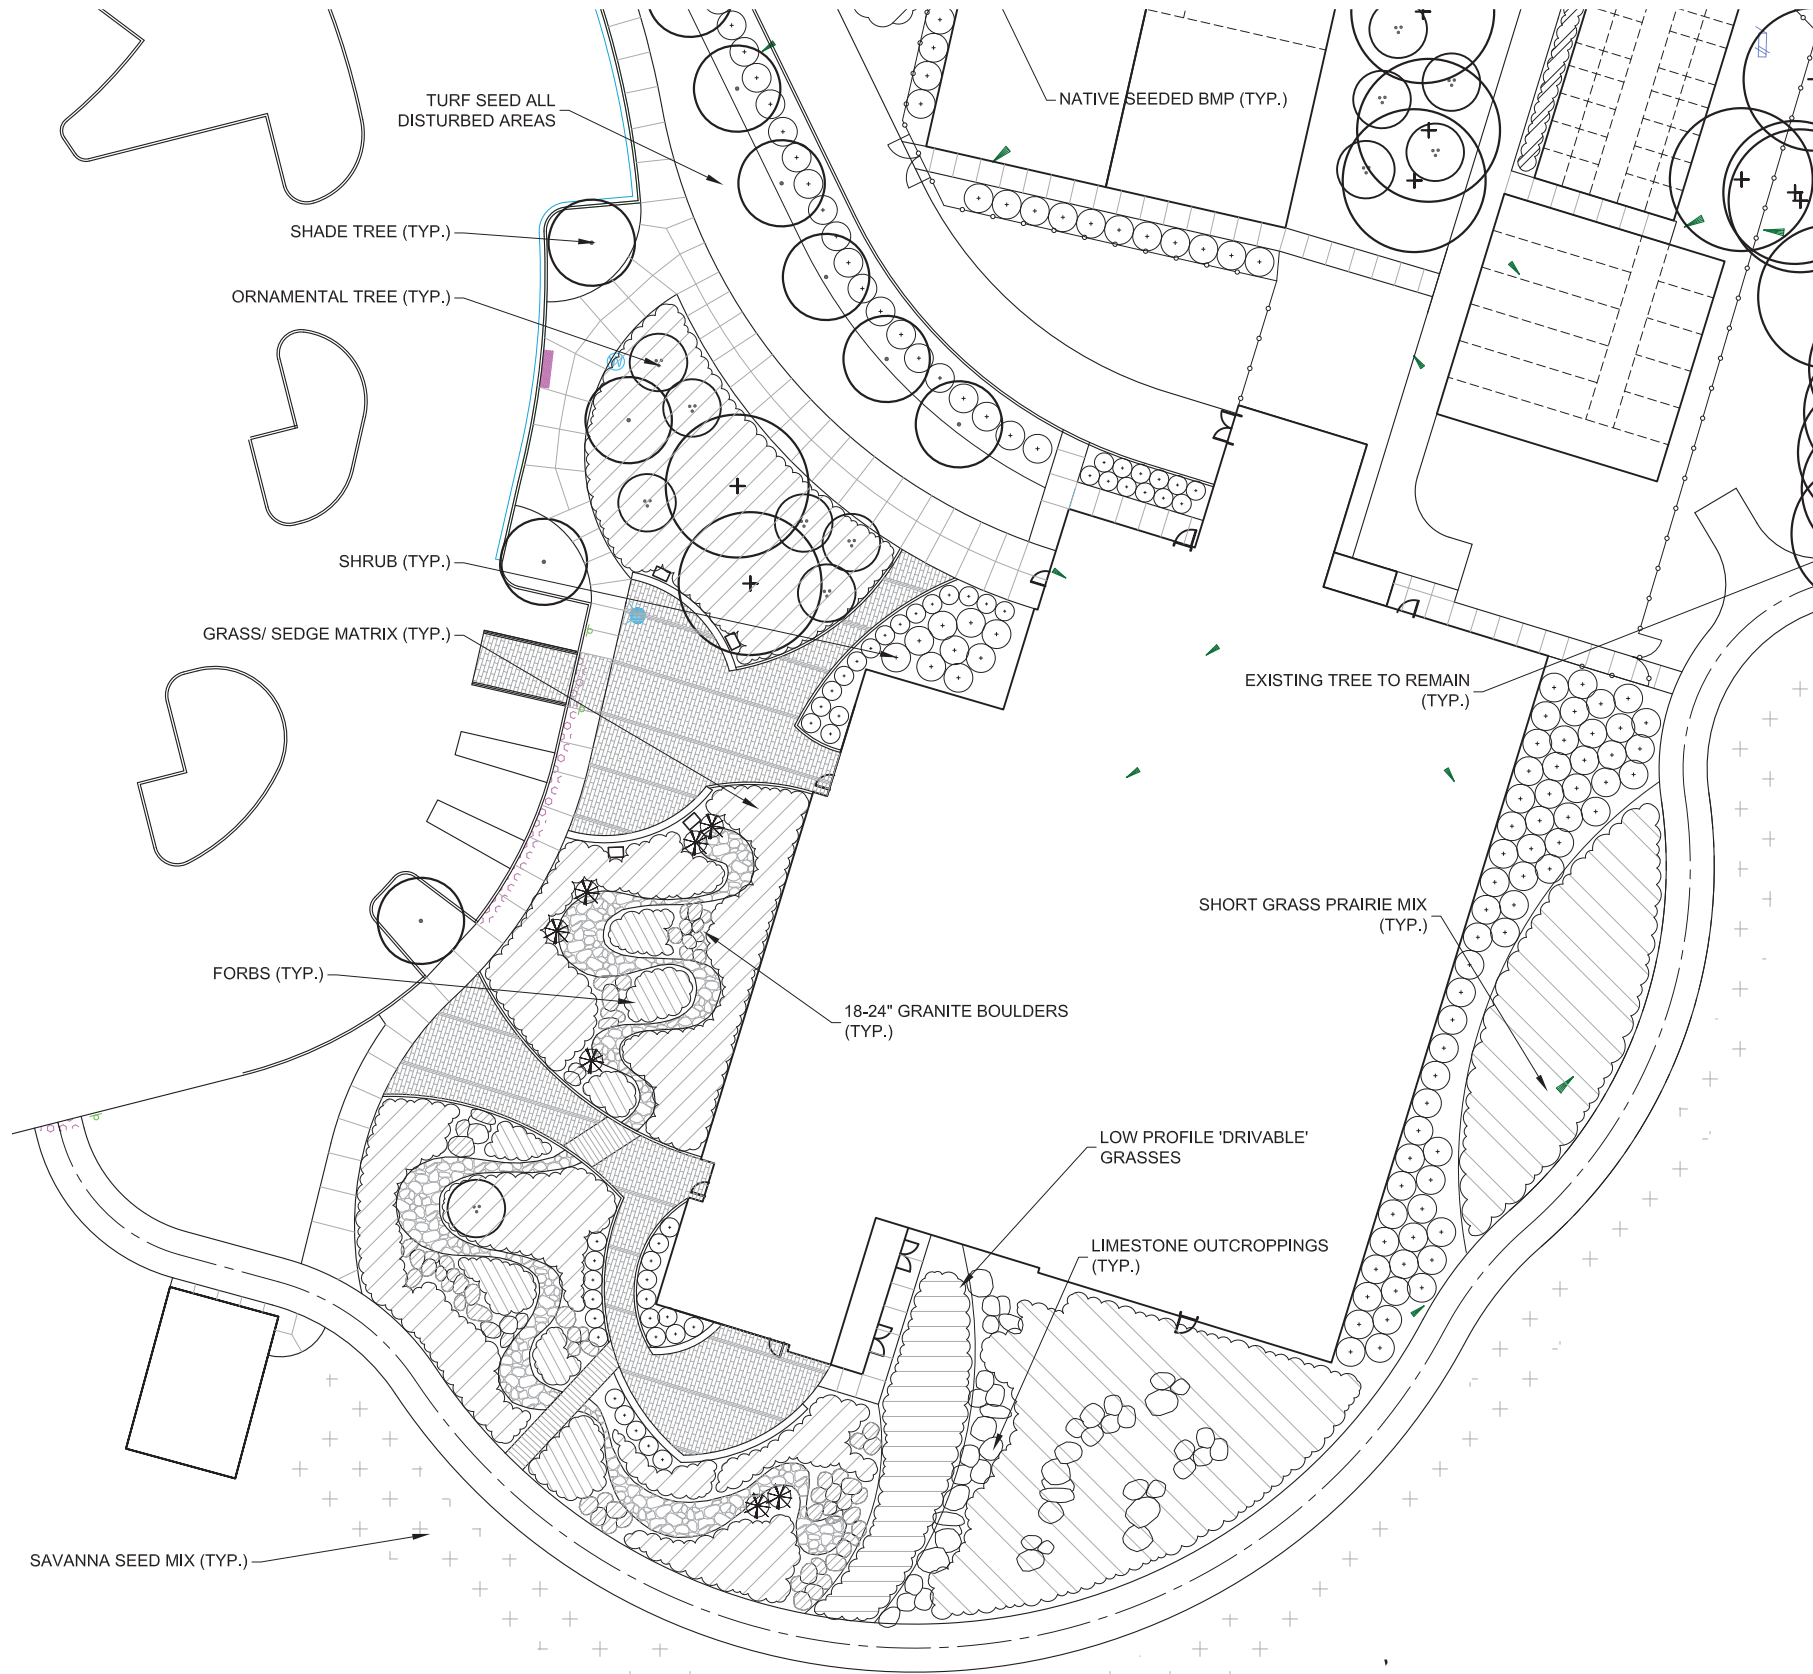 TURF SEED ALL
DISTURBED AREAS
NATIVE SEEDED BMP (TYP.)
SHADE TREE (TYP.)
ORNAMENTAL TREE (TYP.)
SHRUB (TYP.)
GRASS/ SEDGE MATRIX (TYP.)
EXISTING TREE TO REMAIN
(TYP.)
SHORT GRASS PRAIRIE MIX
(TYP.)
FORBS (TYP.)
18-24" GRANITE BOULDERS
(TYP.)
LOW PROFILE 'DRIVABLE'
GRASSES
LIMESTONE OUTCROPPINGS
(TYP.)
SAVANNA SEED MIX (TYP.)